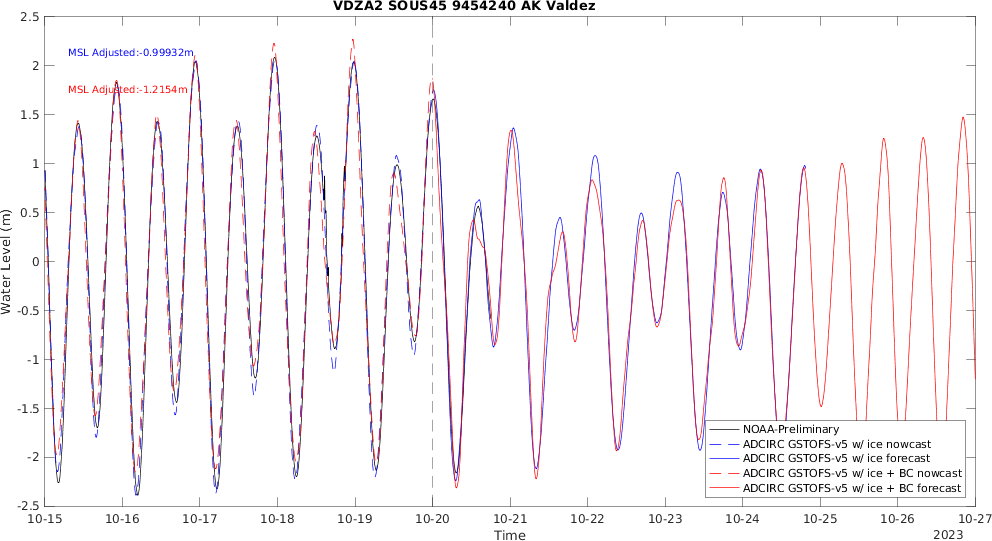 VDZA2 SOUS45 9454240 AK Valdez
2.5
2
1.5
1
0.5
0
-0.5
-1
-1.5
-2
-2.5
Water Level (m)
MSL Adjusted:-0.99932m
MSL Adjusted:-1.2154m
NOAA-Preliminary
ADCIRC GSTOFS-v5 w/ ice nowcast
ADCIRC GSTOFS-v5 w/ ice forecast
ADCIRC GSTOFS-v5 w/ ice + BC nowcast
ADCIRC GSTOFS-v5 w/ ice + BC forecast
10-15 10-16 10-17 10-18 10-19 10-20 10-21 10-22 10-23 10-24 10-25 10-26 10-27
Time
2023